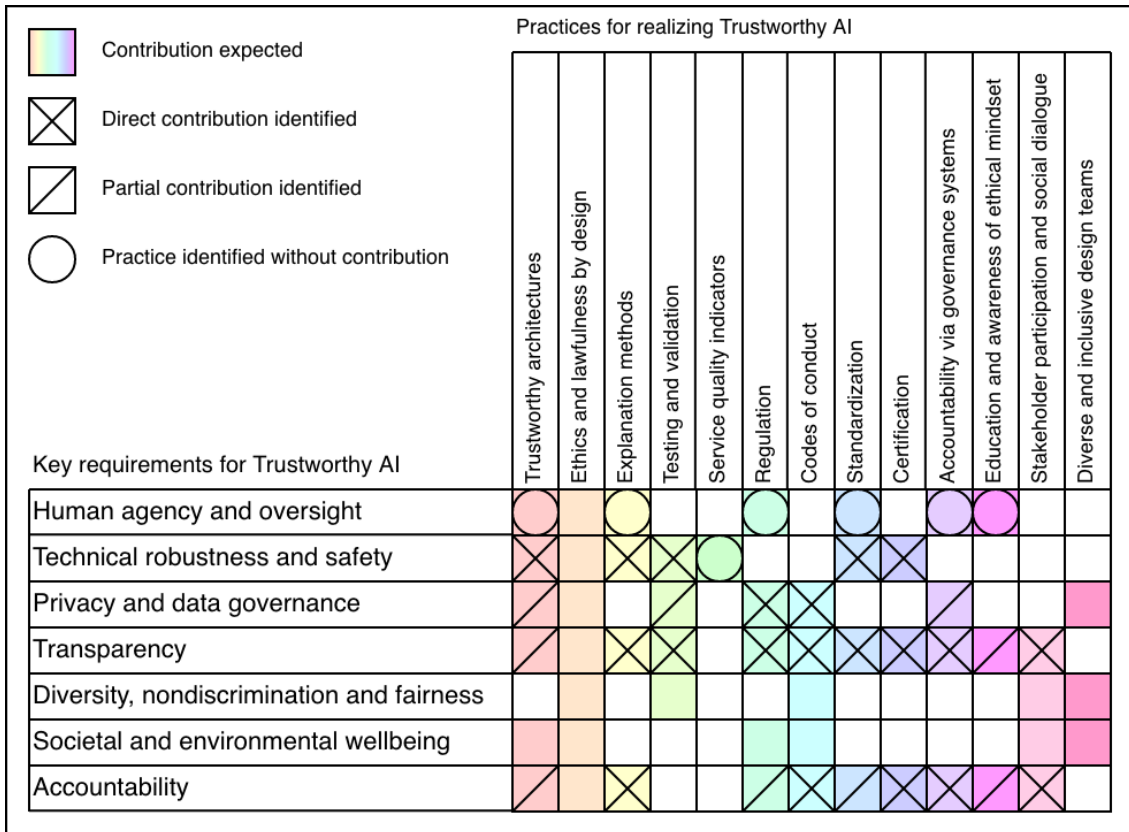 Practices for realizing Trustworthy AI
Contribution expected
Direct contribution identified
Partial contribution identified
Practice identified without contribution
Trustworthy architectures
Ethics and lawfulness by design
Explanation methods
Testing and validation
Service quality indicators
Regulation
Codes of conduct
Standardization
Certification
Accountability via governance systems
Education and awareness of ethical mindset
Stakeholder participation and social dialogue
Diverse and inclusive design teams
Key requirements for Trustworthy AI
Human agency and oversight
Technical robustness and safety
Privacy and data governance
Transparency
Diversity, nondiscrimination and fairness
Societal and environmental wellbeing
Accountability